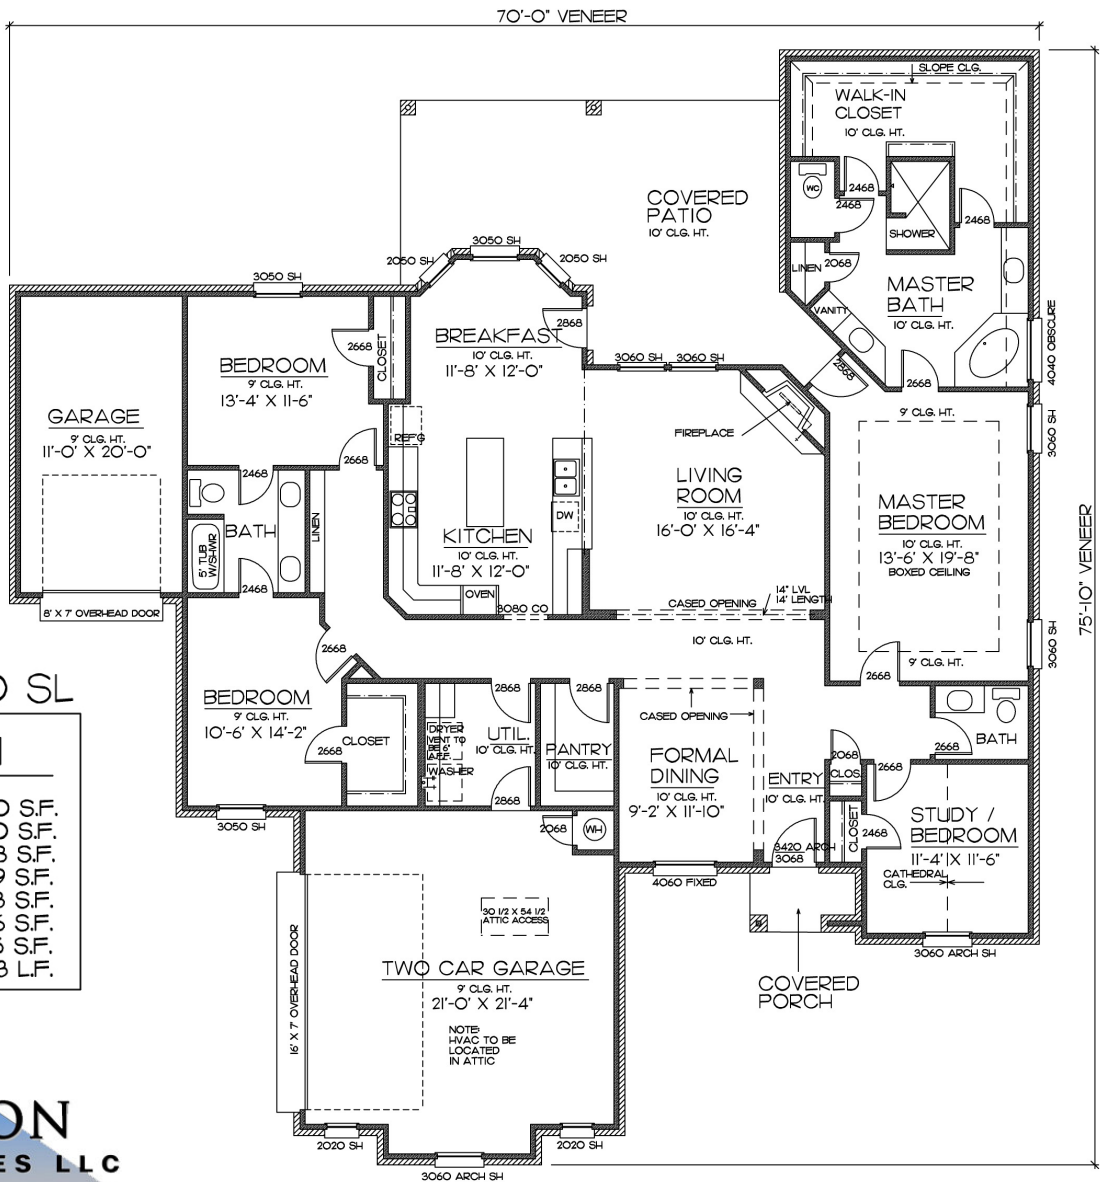 70'-0" VENEER
SLOPE CLG.
WALK-IN
CLOSET
10' CLG. HT.
COVERED
PATIO
10' CLG. HT.
WC
2468
2468
2468
SHOWER
3050 SH
2050 SH
2050 SH
3050 SH
LINEN
2068
MASTER
BATH
10' CLG. HT.
VANITY
4040 OBSCURE
BREAKFAST
10' CLG. HT.
11'-8' X 12'-0"
2868
BEDROOM
9' CLG. HT.
13'-4' X 11-6"
2668
CLOSET
3060 SH
3060 SH
2868
2668
GARAGE
9' CLG. HT.
11'-0' X 20'-0"
REFG
FIREPLACE
9' CLG. HT.
3060 SH
2668
2468
LIVING
ROOM
10' CLG. HT.
16'-0' X 16'-4"
MASTER
BEDROOM
10' CLG. HT.
13'-6' X 19'-8"
BOXED CEILING
BATH
LINEN
5' TUB
W/SHWR
2468
DW
KITCHEN
10' CLG. HT.
11'-8' X 12'-0"
OVEN
3080 CO
8' X 7' OVERHEAD DOOR
CASED OPENING
14" LVL
14' LENGTH
75'-10" VENEER
10' CLG. HT.
3060 SH
9' CLG. HT.
2668
2668
BEDROOM
9' CLG. HT.
10'-6' X 14'-2"
2668
CLOSET
2868
2868
DRYER
VENT TO
BE 6"
A.F.F.
WASHER
UTIL.
10' CLG. HT.
2868
PANTRY
10' CLG. HT.
CASED OPENING
FORMAL
DINING
10' CLG. HT.
9'-2' X 11'-10"
ENTRY
10' CLG. HT.
2068
CLOS.
2668
2668
BATH
CLOSET
2468
STUDY /
BEDROOM
11'-4' X 11'-6"
CATHEDRAL
CLG.
3050 SH
2068
WH
3420 ARCH
3068
4060 FIXED
3060 ARCH SH
30 1/2 X 54 1/2
ATTIC ACCESS
TWO CAR GARAGE
9' CLG. HT.
21'-0' X 21'-4"
NOTE:
HVAC TO BE
LOCATED
IN ATTIC
16' X 7' OVERHEAD DOOR
COVERED
PORCH
2020 SH
2020 SH
3060 ARCH SH
SL
S.F.
S.F.
S.F.
S.F.
S.F.
S.F.
S.F.
L.F.
ON
ES LLC